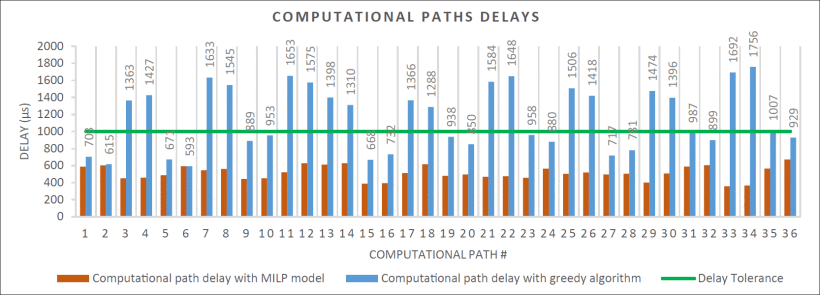 COMPUTATIONAL PATHS DELAYS
DELAY (µs)
2000
1800
1600
1400
1200
1000
800
600
400
200
0
615 1363 1427 593 1633 1545 889 953 1653 1575 1398 1310 668 732 1366 1288 938 850 1584 1648 958 880 1506 1418 717 781 1474 1396 987 899 1692 1756 1007 929
1 2 3 4 5 6 7 8 9 10 11 12 13 14 15 16 17 18 19 20 21 22 23 24 25 26 27 28 29 30 31 32 33 34 35 36
COMPUTATIONAL PATH #
Computational path delay with MILP model Computational path delay with greedy algorithm Delay Tolerance